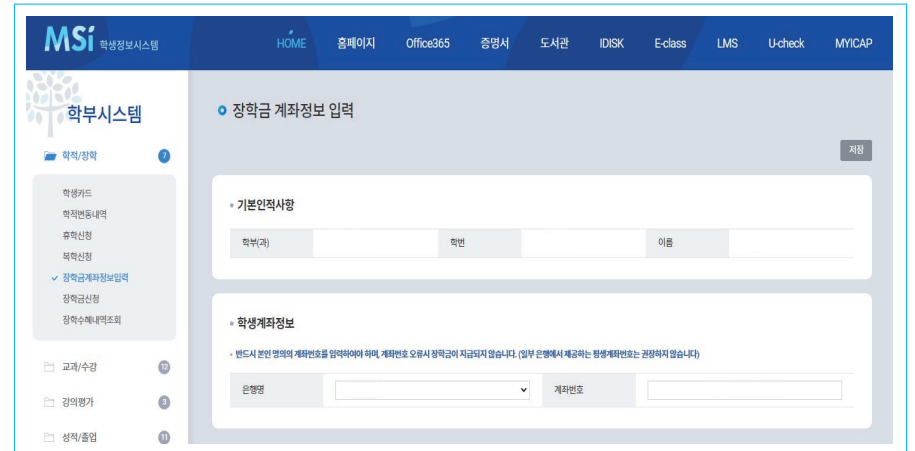 MSi 학생정보시스템
HOME 홈페이지 Office365 증명서 도서관 IDISK E-class LMS U-check MYICAP
학부시스템
학적/장학 7
학생카드
학적변동내역
휴학신청
복학신청
장학금계좌정보입력
장학금신청
장학수혜내역조회
교과/수강 12
강의평가 3
성적/졸업 11
장학금 계좌정보 입력
저장
기본인적사항
학부(과) 학번 이름
학생계좌정보
반드시 본인 명의의 계좌번호를 입력하여야 하며, 계좌번호 오류시 장학금이 지급되지 않습니다. (일부 은행에서 제공하는 평생계좌번호는 권장하지 않습니다)
은행명 계좌번호